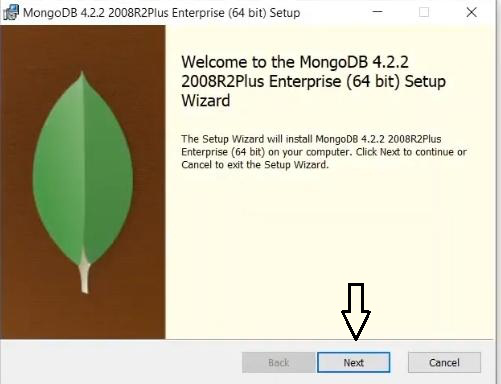 MongoDB 4.2.2 2008R2Plus Enterprise (64 bit) Setup
Welcome to the MongoDB 4.2.2
2008R2Plus Enterprise (64 bit) Setup
Wizard
The Setup Wizard will install MongoDB 4.2.2 2008R2Plus
Enterprise (64 bit) on your computer. Click Next to continue or
Cancel to exit the Setup Wizard.
Back Next Cancel